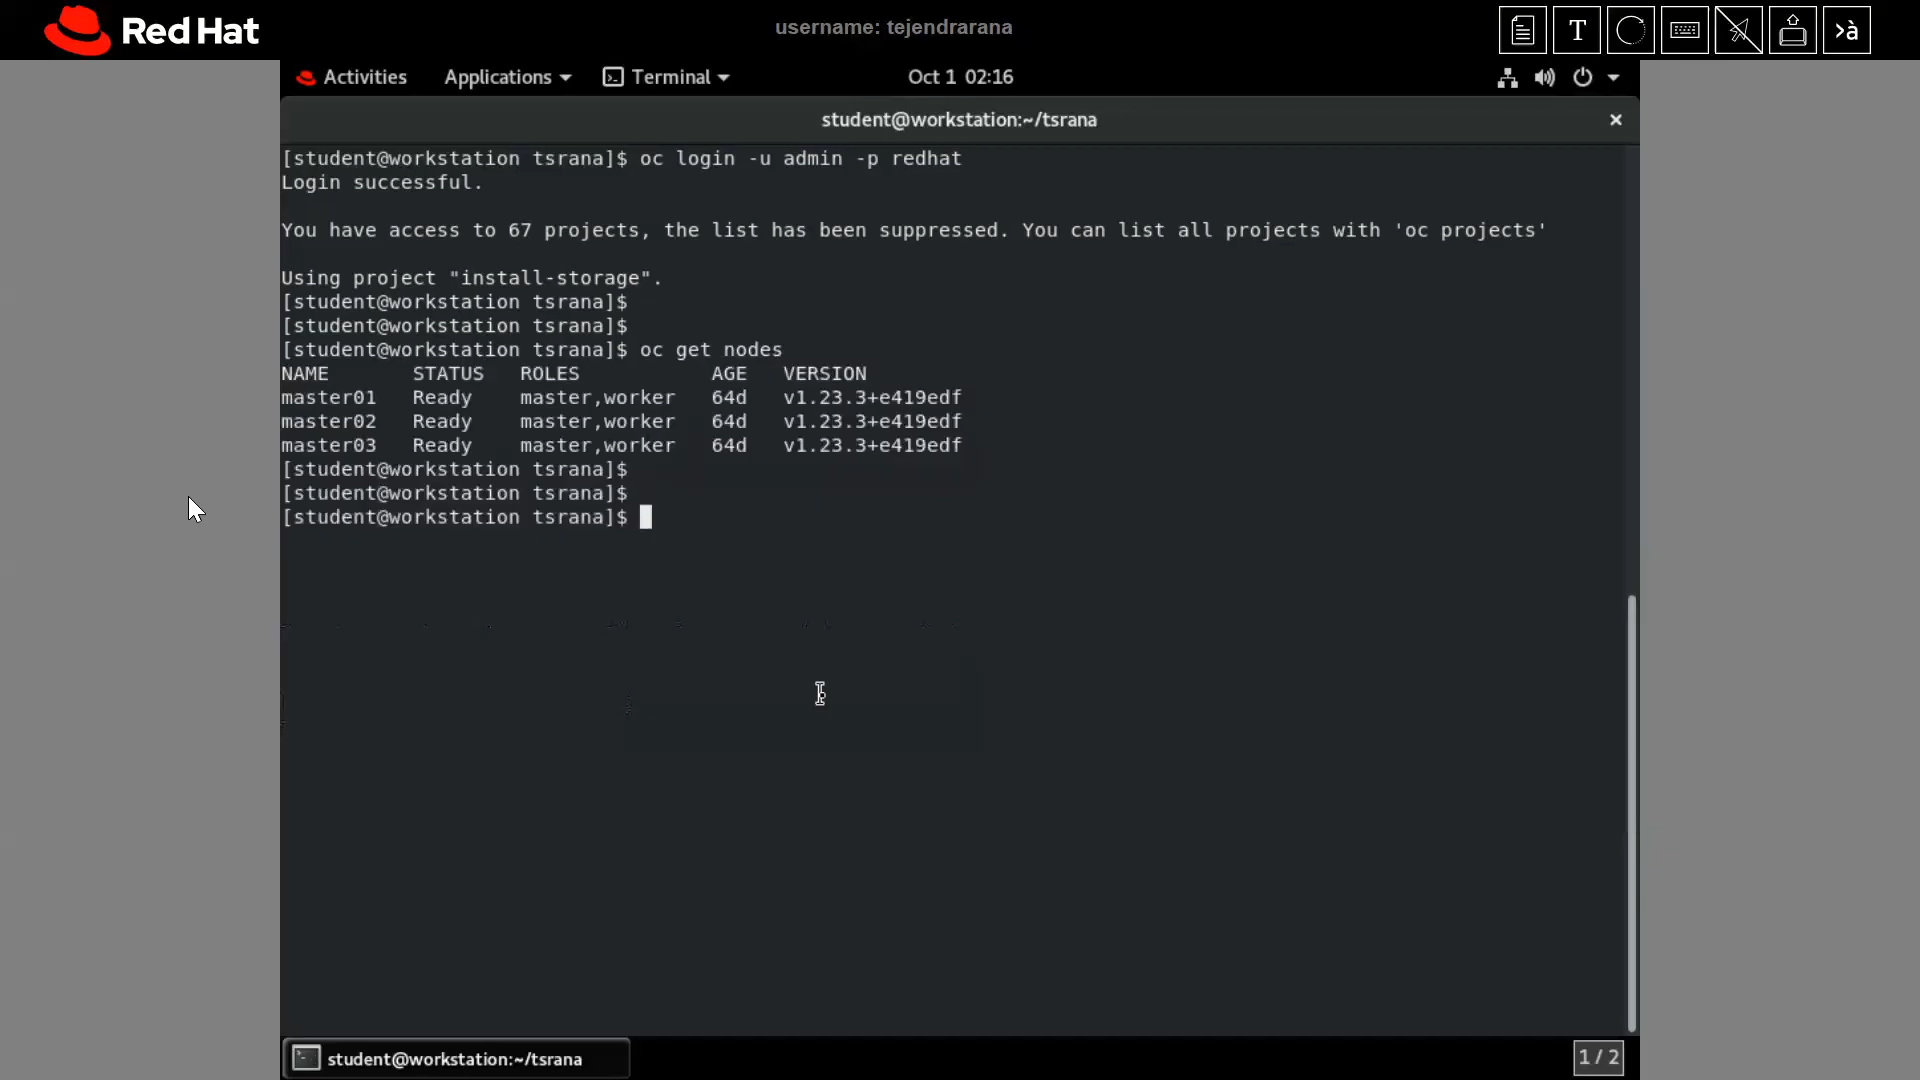 Red Hat
username: tejendrarana
T
>à
Activities Applications Terminal Oct 1 02:16
student@workstation:~/tsrana ×
[student@workstation tsrana]$ oc login -u admin -p redhat
Login successful.
You have access to 67 projects, the list has been suppressed. You can list all projects with 'oc projects'
Using project "install-storage".
[student@workstation tsrana]$
[student@workstation tsrana]$
[student@workstation tsrana]$ oc get nodes
NAME STATUS ROLES AGE VERSION
master01 Ready master,worker 64d v1.23.3+e419edf
master02 Ready master,worker 64d v1.23.3+e419edf
master03 Ready master,worker 64d v1.23.3+e419edf
[student@workstation tsrana]$
[student@workstation tsrana]$
[student@workstation tsrana]$
student@workstation:~/tsrana
1 / 2